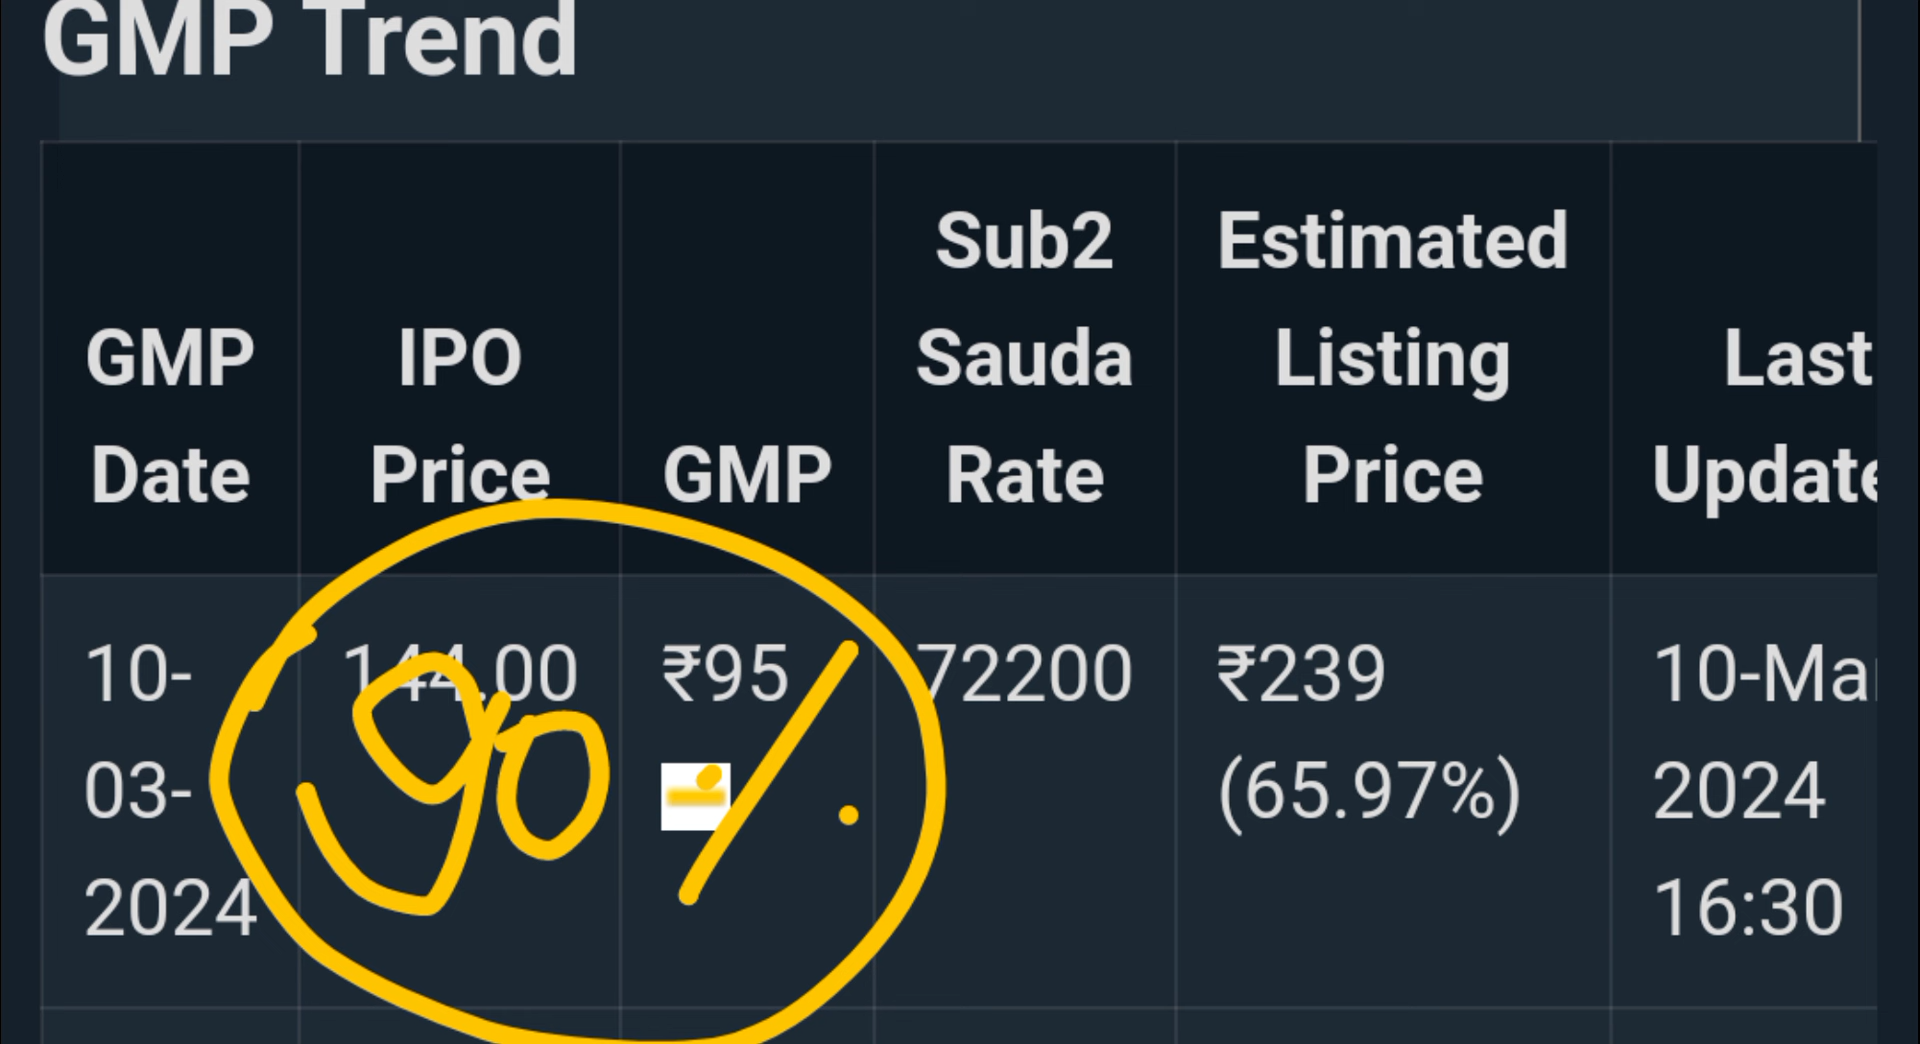 GMP Trend
GMP Date IPO Price GMP Sub2 Sauda Rate Estimated Listing Price Last Update
10-03-2024 144.00 ₹95 72200 ₹239 (65.97%) 10-Mar 2024 16:30
90%